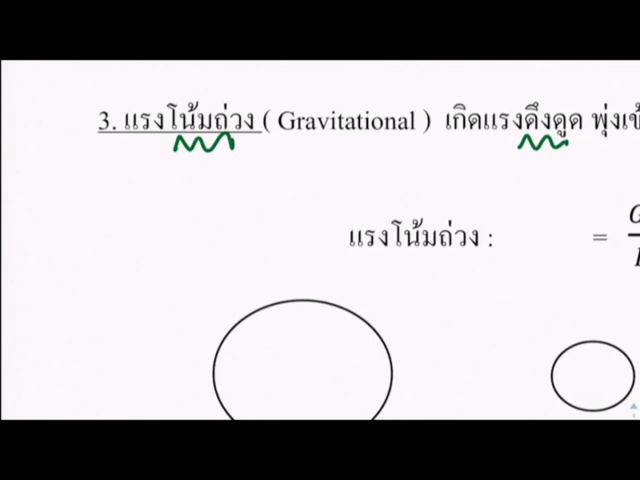 3. แรงโน้มถ่วง ( Gravitational ) เกิดแรงดึงดูด พุ่งเข้
แรงโน้มถ่วง : =